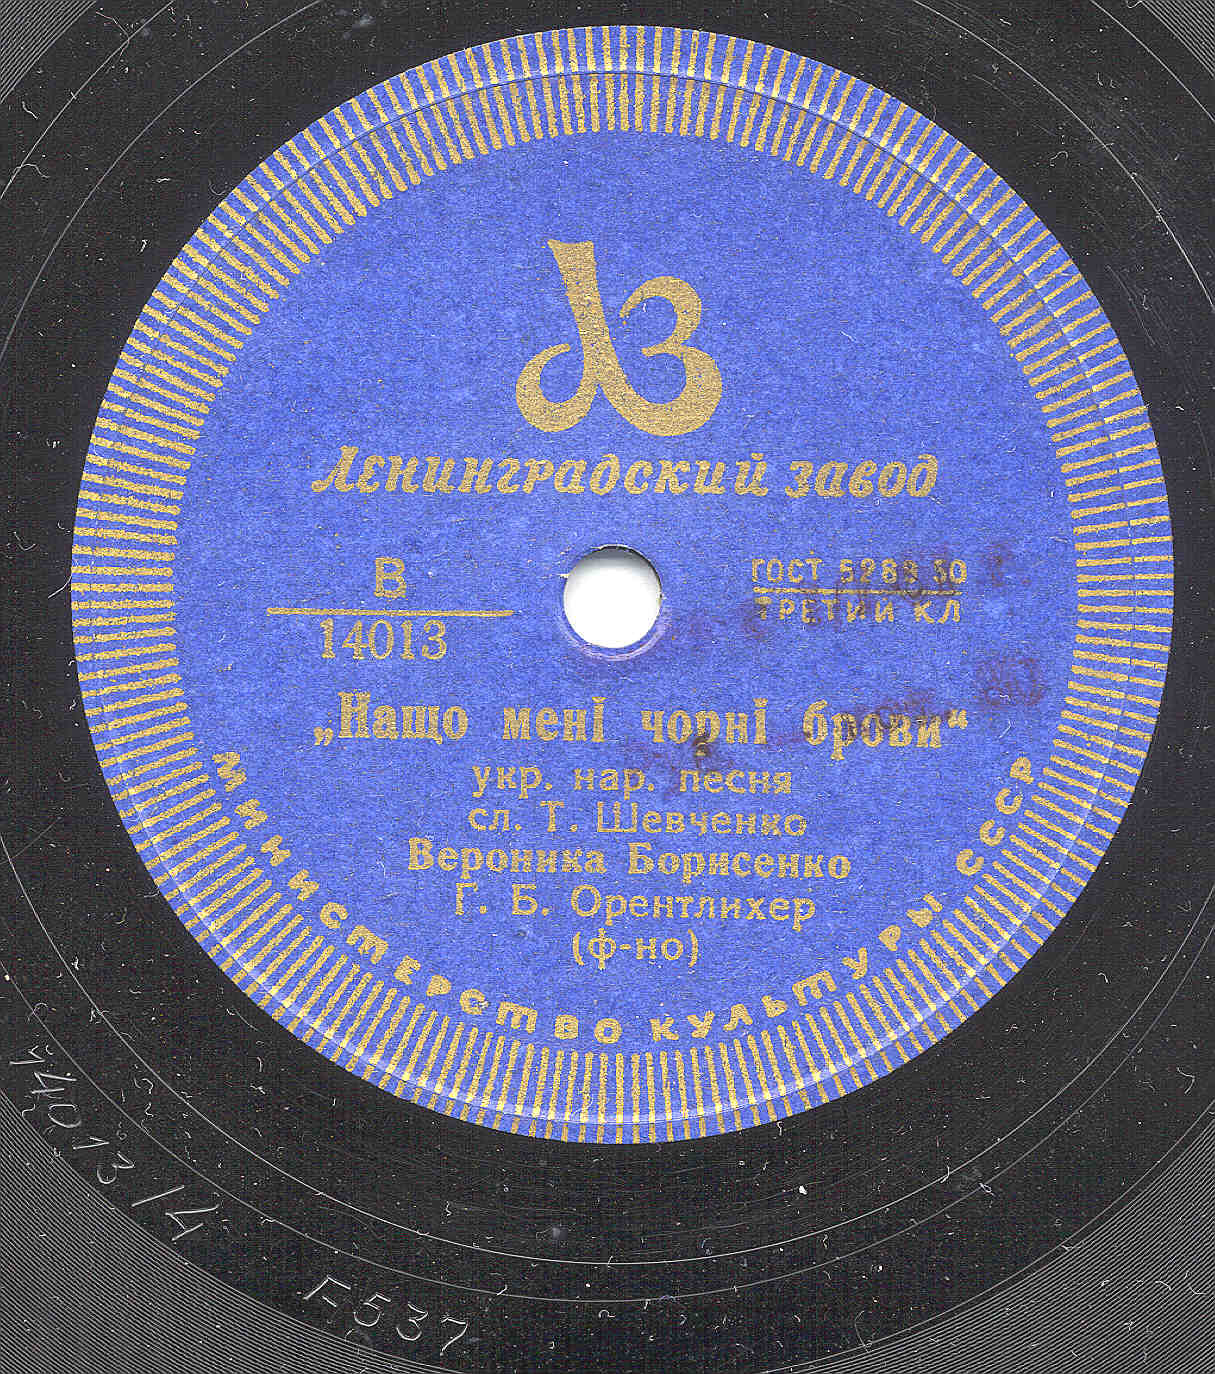 ЛЗ
Ленинградский завод
В
14013
ГОСТ 5289 50
ТРЕТИЙ КЛ
„Нащо мені чорні брови“
укр. нар. песня
сл. Т. Шевченко
Вероника Борисенко
Г. Б. Орентлихер
(ф-но)
МИНИСТЕРСТВО КУЛЬТУРЫ СССР
14013/4
Г-537